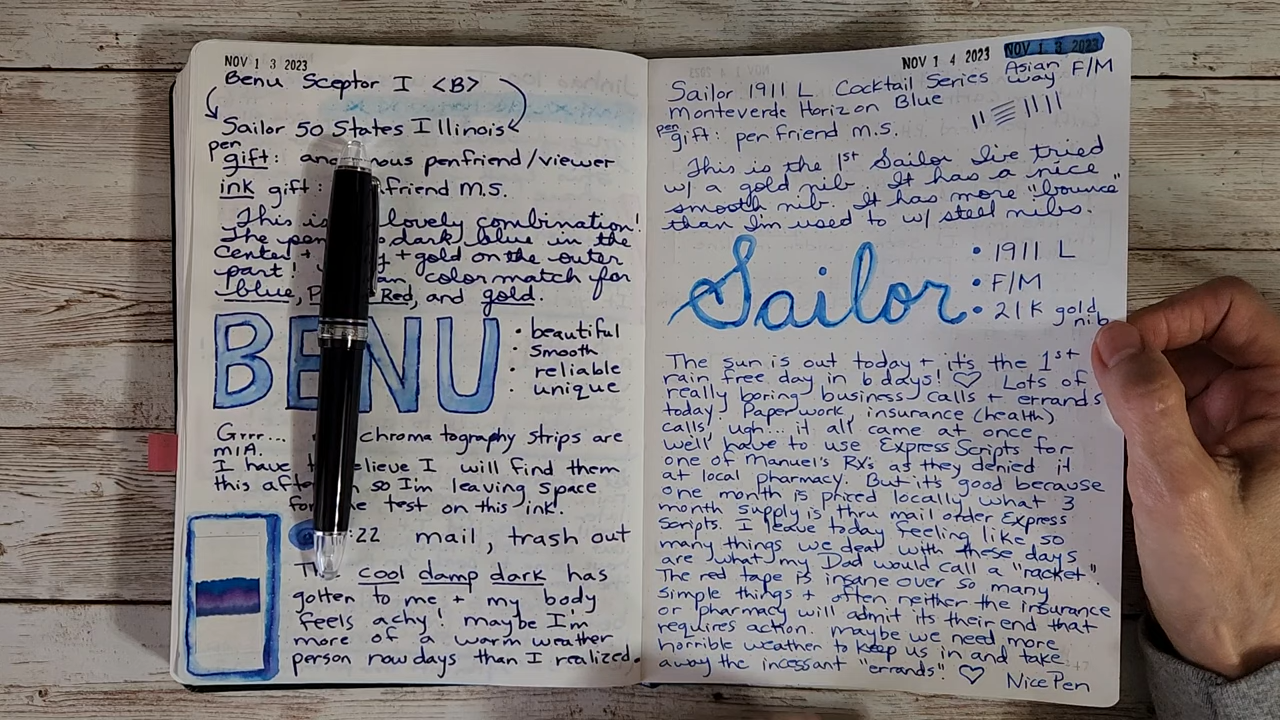 NOV 1 3 2023
Benu Sceptor I <B>
Sailor 50 States Illinois
pen
gift: nous penfriend/viewer
ink gift: friend M.S.
This is lovely combination!
The pen dark blue in the
center + + gold on the outer
part! color match for
blue, Red, and gold.
BENU
• beautiful
• smooth
• reliable
• unique
Grrr... chromatography strips are
MIA.
I have believe I will find them
this so I'm leaving space
for test on this ink!
:22 mail, trash out
The cool damp dark has
gotten to me + my body
feels achy! maybe I'm
more of a warm weather
person nowdays than I realized.
NOV 1 4 2023 NOV 1 3 2023
Sailor 1911 L Cocktail Series Asian Way F/M
Monteverde Horizon Blue
pen
gift: per friend M.S.
This is the 1st Sailor I've tried
w/ a gold nib. It has a nice
smooth nib. It has more "bounce"
than I'm used to w/ steel nibs.
Sailor
• 1911 L
• F/M
• 21K gold
nib
The sun is out today + it's the 1st
rain free day in 6 days! ♡ Lots of
really boring business calls + errands
today. Paperwork, insurance (health)
calls, ugh... it all came at once.
We'll have to use Express Scripts for
one of Manuel's RX's as they denied it
at local pharmacy. But it's good because
one month is priced locally what 3
month supply is thru mail order Express
Scripts. I leave today feeling like so
many things we deal with these days
are what my Dad would call a "racket"
The red tape is insane over so many
simple things + often neither the insurance
or pharmacy will admit its their end that
requires action. Maybe we need more
horrible weather to keep us in and take
away the incessant "errands"! ♡
Nice Pen